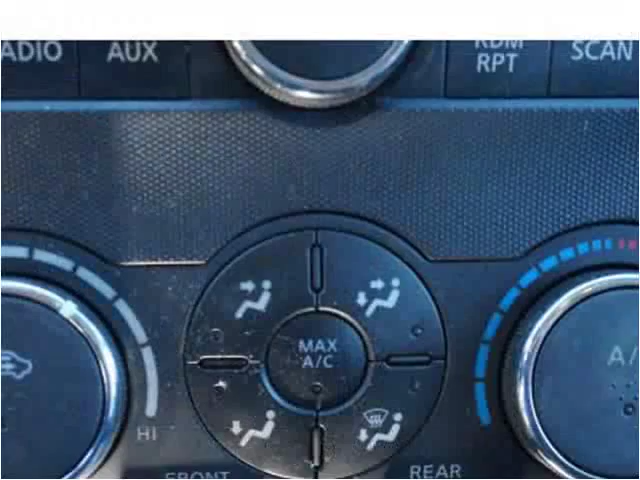 ADIO AUX RDM RPT SCAN
MAX
A/C
A/
HI
FRONT REAR